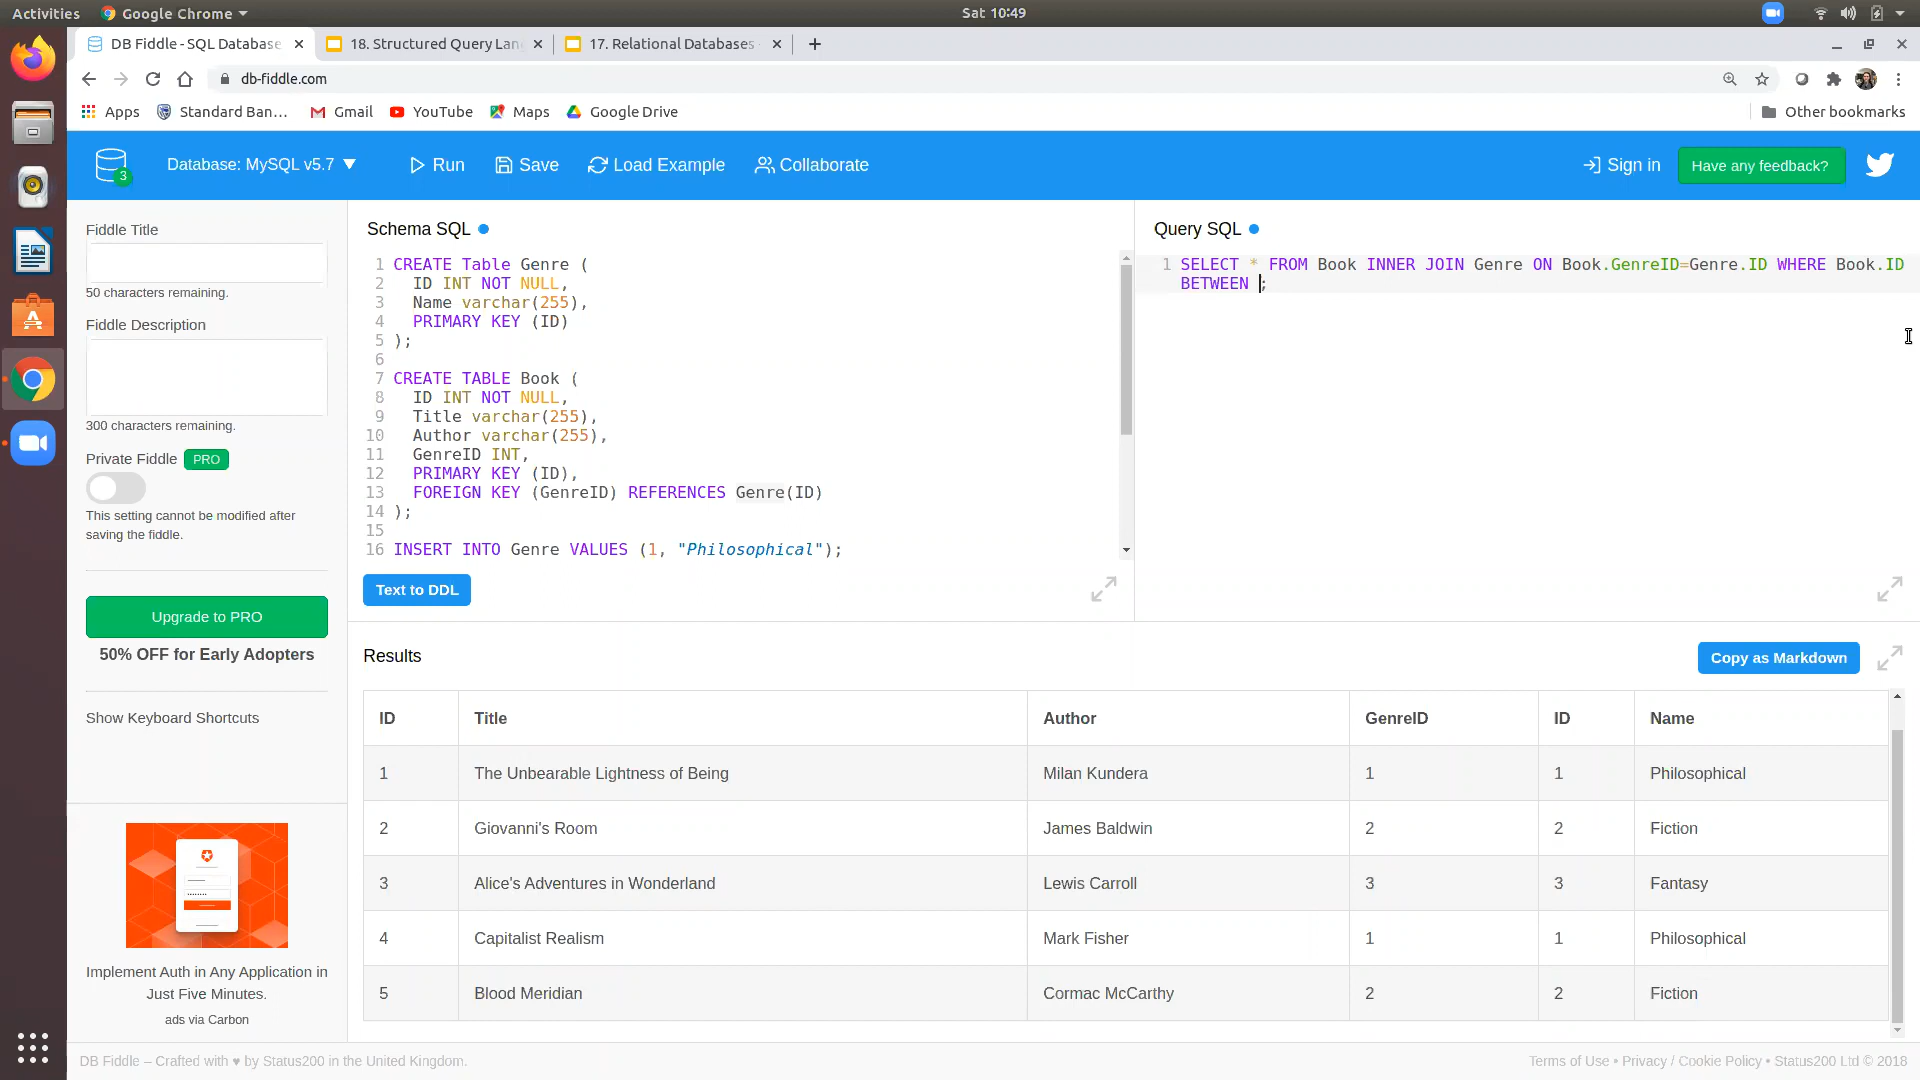 Activities
Google Chrome
Sat 10:49
DB Fiddle - SQL Database
18. Structured Query Lan
17. Relational Databases
db-fiddle.com
Apps
Standard Ban...
Gmail
YouTube
Maps
Google Drive
Other bookmarks
3
Database: MySQL v5.7
Run
Save
Load Example
Collaborate
Sign in
Have any feedback?
Fiddle Title
50 characters remaining.
Fiddle Description
300 characters remaining.
Private Fiddle PRO
This setting cannot be modified after
saving the fiddle.
Upgrade to PRO
50% OFF for Early Adopters
Show Keyboard Shortcuts
Implement Auth in Any Application in
Just Five Minutes.
ads via Carbon
Schema SQL
1 CREATE Table Genre (
2 ID INT NOT NULL,
3 Name varchar(255),
4 PRIMARY KEY (ID)
5 );
6
7 CREATE TABLE Book (
8 ID INT NOT NULL,
9 Title varchar(255),
10 Author varchar(255),
11 GenreID INT,
12 PRIMARY KEY (ID),
13 FOREIGN KEY (GenreID) REFERENCES Genre(ID)
14 );
15
16 INSERT INTO Genre VALUES (1, "Philosophical");
Text to DDL
Query SQL
1 SELECT * FROM Book INNER JOIN Genre ON Book.GenreID=Genre.ID WHERE Book.ID
BETWEEN ;
Results
Copy as Markdown
ID Title Author GenreID ID Name
1 The Unbearable Lightness of Being Milan Kundera 1 1 Philosophical
2 Giovanni's Room James Baldwin 2 2 Fiction
3 Alice's Adventures in Wonderland Lewis Carroll 3 3 Fantasy
4 Capitalist Realism Mark Fisher 1 1 Philosophical
5 Blood Meridian Cormac McCarthy 2 2 Fiction
DB Fiddle – Crafted with ♥ by Status200 in the United Kingdom.
Terms of Use • Privacy / Cookie Policy • Status200 Ltd © 2018